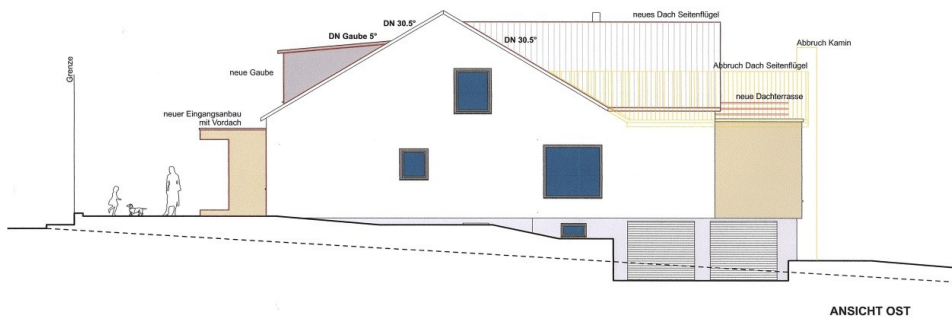 neues Dach Seitenflügel
DN 30.5°
DN Gaube 5°
DN 30.5°
Abbruch Kamin
Abbruch Dach Seitenflügel
Grenze
neue Gaube
neue Dachterrasse
neuer Eingangsanbau
mit Vordach
ANSICHT OST